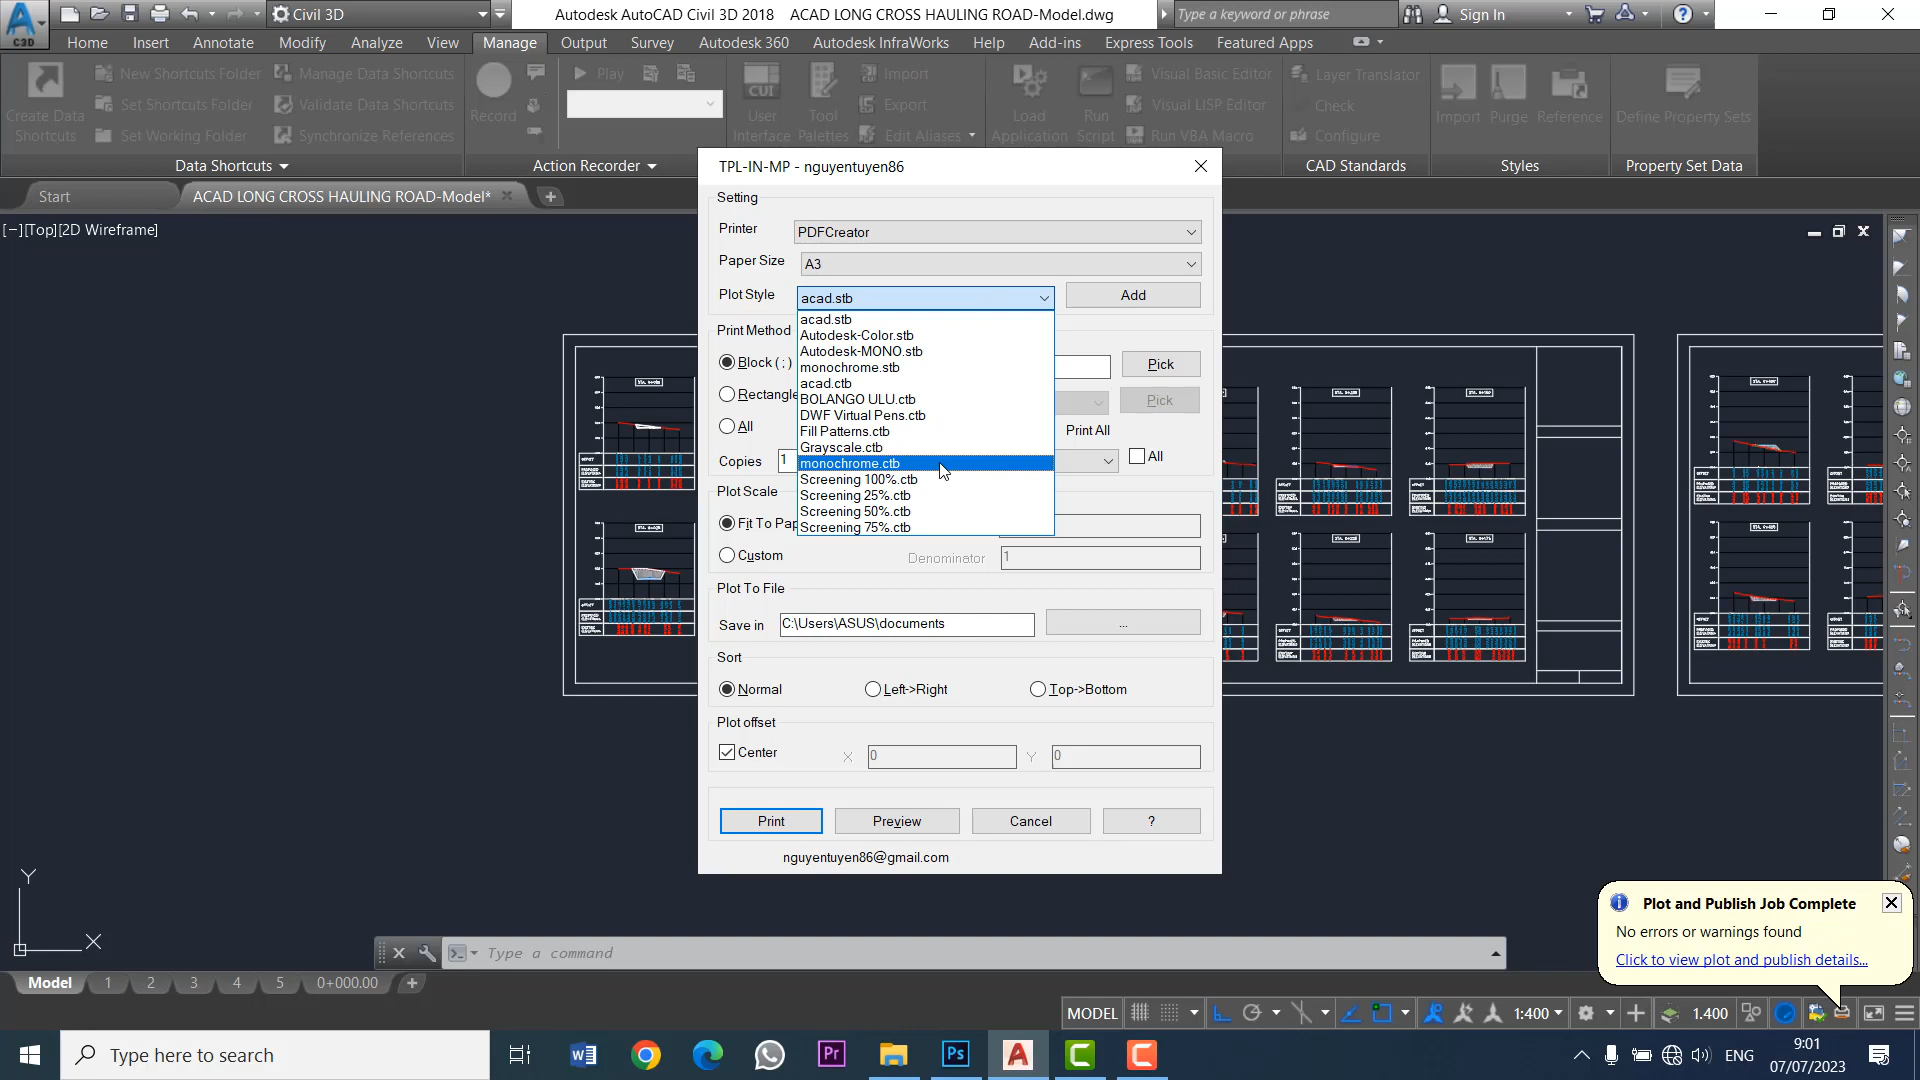 Civil 3D
Autodesk AutoCAD Civil 3D 2018 ACAD LONG CROSS HAULING ROAD-Model.dwg
Type a keyword or phrase
Sign In
C3D
Home Insert Annotate Modify Analyze View Manage Output Survey Autodesk 360 Autodesk InfraWorks Help Add-ins Express Tools Featured Apps
Create Data Shortcuts
New Shortcuts Folder
Set Shortcuts Folder
Set Working Folder
Manage Data Shortcuts
Validate Data Shortcuts
Synchronize References
Record
Play
CUI
User Interface
Tool Palettes
Import
Export
Edit Aliases
Load Application
Run Script
Visual Basic Editor
Visual LISP Editor
Run VBA Macro
Layer Translator
Check
Configure
Import
Purge
Reference
Define Property Sets
Data Shortcuts
Action Recorder
CAD Standards
Styles
Property Set Data
Start
ACAD LONG CROSS HAULING ROAD-Model*
[−][Top][2D Wireframe]
TPL-IN-MP - nguyentuyen86
Setting
Printer
PDFCreator
Paper Size
A3
Plot Style
acad.stb
Add
acad.stb
Autodesk-Color.stb
Autodesk-MONO.stb
monochrome.stb
acad.ctb
BOLANGO ULU.ctb
DWF Virtual Pens.ctb
Fill Patterns.ctb
Grayscale.ctb
monochrome.ctb
Screening 100%.ctb
Screening 25%.ctb
Screening 50%.ctb
Screening 75%.ctb
Print Method
Block ( ; )
Pick
Rectangle
Pick
All
Print All
Copies 1
All
Plot Scale
Fit To Pap
Custom
Denominator 1
Plot To File
Save in C:\Users\ASUS\documents
...
Sort
Normal Left->Right Top->Bottom
Plot offset
Center X 0 Y 0
Print Preview Cancel ?
nguyentuyen86@gmail.com
Y
X
Type a command
Plot and Publish Job Complete
No errors or warnings found
Click to view plot and publish details...
Model 1 2 3 4 5 0+000.00
MODEL 1:400 1.400
Type here to search
ENG
9:01
07/07/2023